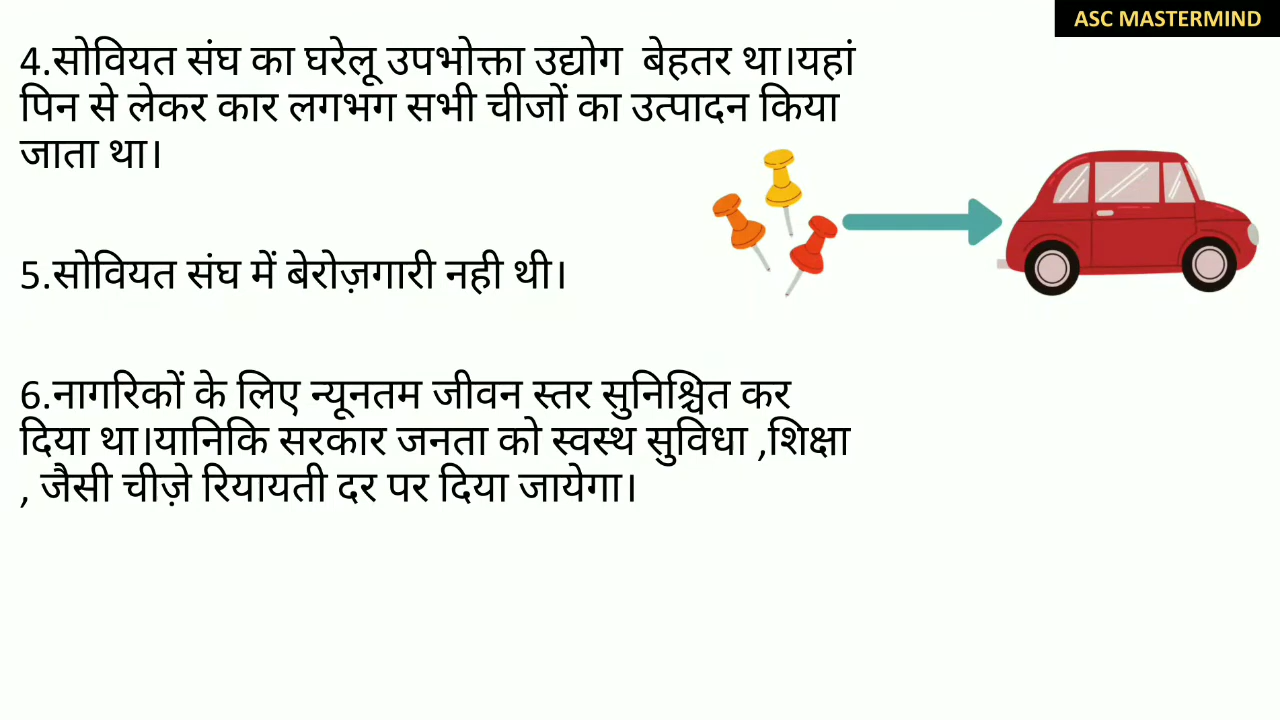 ASC MASTERMIND
4.सोवियत संघ का घरेलू उपभोक्ता उद्योग  बेहतर था।यहां
पिन से लेकर कार लगभग सभी चीजों का उत्पादन किया
जाता था।
5.सोवियत संघ में बेरोज़गारी नही थी।
6.नागरिकों के लिए न्यूनतम जीवन स्तर सुनिश्चित कर
दिया था।यानिकि सरकार जनता को स्वस्थ सुविधा ,शिक्षा
, जैसी चीज़े रियायती दर पर दिया जायेगा।